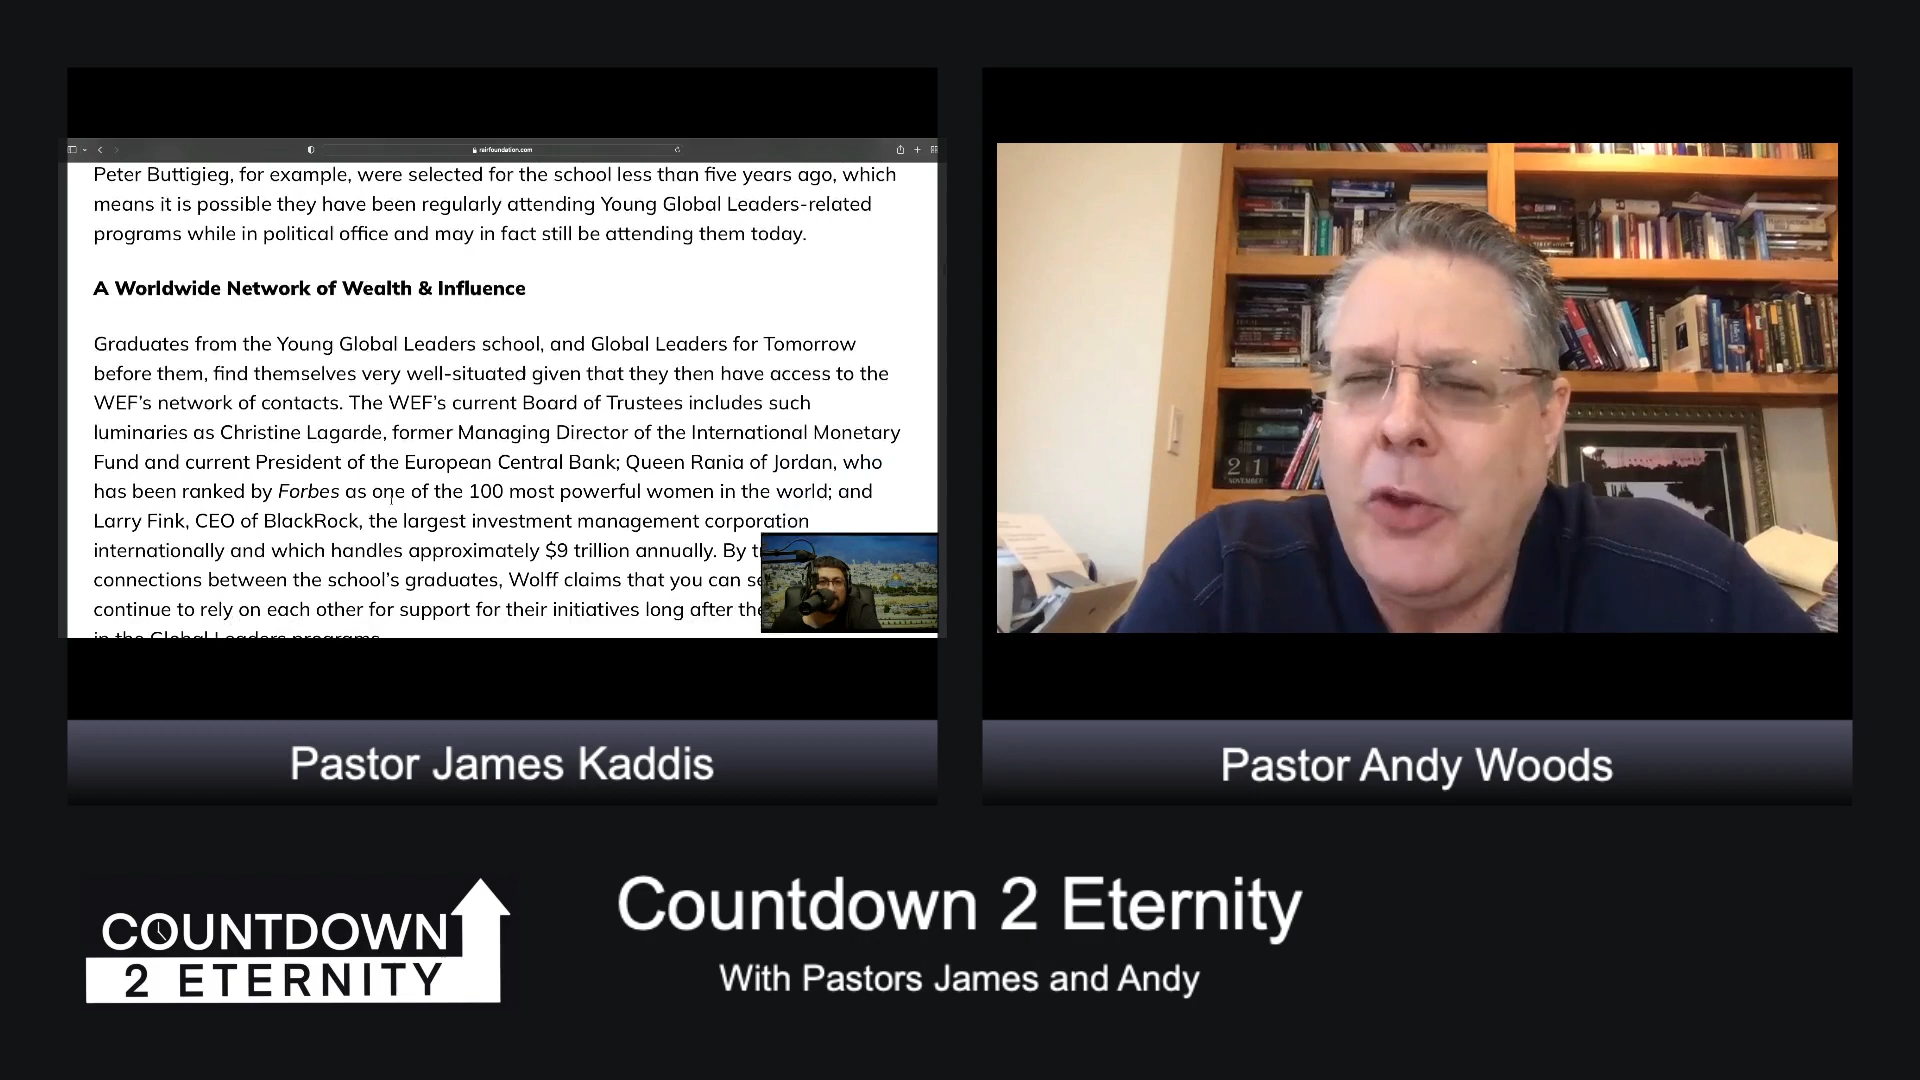 rairfoundation.com
Peter Buttigieg, for example, were selected for the school less than five years ago, which
means it is possible they have been regularly attending Young Global Leaders-related
programs while in political office and may in fact still be attending them today.
A Worldwide Network of Wealth & Influence
Graduates from the Young Global Leaders school, and Global Leaders for Tomorrow
before them, find themselves very well-situated given that they then have access to the
WEF's network of contacts. The WEF's current Board of Trustees includes such
luminaries as Christine Lagarde, former Managing Director of the International Monetary
Fund and current President of the European Central Bank; Queen Rania of Jordan, who
has been ranked by Forbes as one of the 100 most powerful women in the world; and
Larry Fink, CEO of BlackRock, the largest investment management corporation
internationally and which handles approximately $9 trillion annually. By
connections between the school's graduates, Wolff claims that you can
continue to rely on each other for support for their initiatives long after
in the Global Leaders programs.
21
NOVEMBER
Pastor James Kaddis
Pastor Andy Woods
COUNTDOWN
2 ETERNITY
Countdown 2 Eternity
With Pastors James and Andy